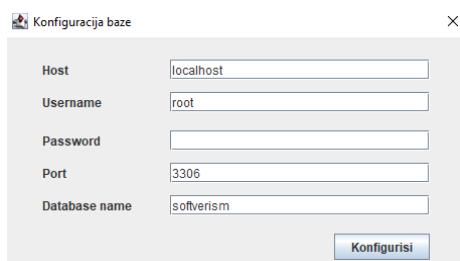 Konfiguracija baze
Host localhost
Username root
Password
Port 3306
Database name softverism
Konfigurisi